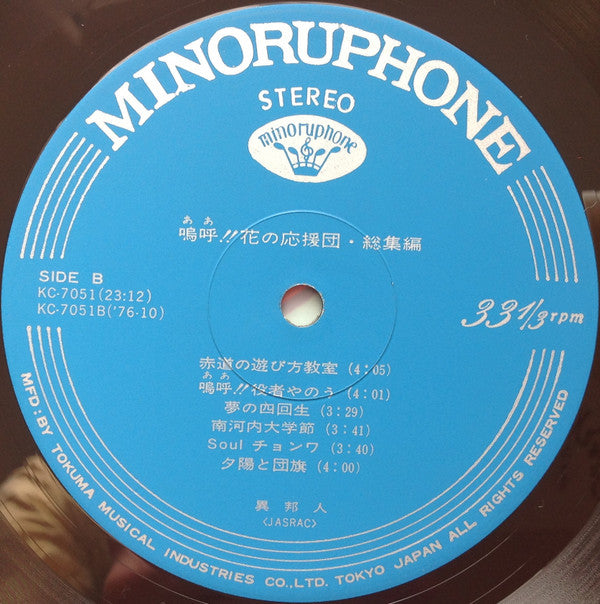 MINORUPHONE
STEREO
minoruphone
ああ
嗚呼!!花の応援団・総集編
SIDE B
KC-7051(23:12)
KC-7051B('76-10)
33 1/3 rpm
赤道の遊び方教室 (4:05)
ああ
嗚呼!!役者やのう (4:01)
夢の四回生 (3:29)
南河内大学節 (3:41)
Soul チョンワ (3:40)
夕陽と団旗 (4:00)
異邦人
<JASRAC>
MFD: BY TOKUMA MUSICAL INDUSTRIES CO., LTD. TOKYO JAPAN ALL RIGHTS RESERVED